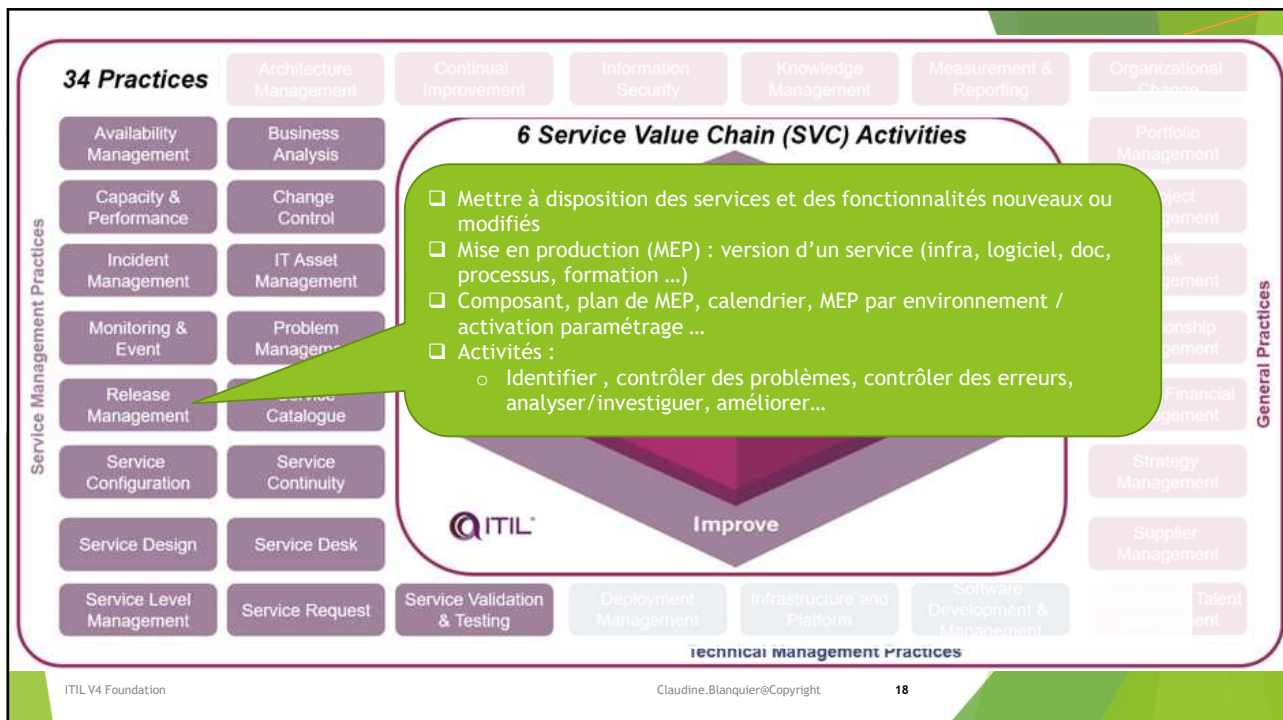 34 Practices
Architecture
Management
Continual
Improvement
Information
Security
Knowledge
Management
Measurement &
Reporting
Organizational
Change
Availability
Management
Business
Analysis
6 Service Value Chain (SVC) Activities
Portfolio
Management
Capacity &
Performance
Change
Control
❑ Mettre à disposition des services et des fonctionnalités nouveaux ou
modifiés
❑ Mise en production (MEP) : version d’un service (infra, logiciel, doc,
processus, formation …)
❑ Composant, plan de MEP, calendrier, MEP par environnement /
activation paramétrage …
❑ Activités :
o Identifier , contrôler des problèmes, contrôler des erreurs,
analyser/investiguer, améliorer…
Incident
Management
IT Asset
Management
Monitoring &
Event
Problem
Release
Management
Catalogue
Financial
Service Management Practices
General Practices
Service
Configuration
Service
Continuity
Strategy
Management
Service Design
Service Desk
ITIL
Improve
Supplier
Management
Service Level
Management
Service Request
Service Validation
& Testing
Deployment
Management
Infrastructure and
Platform
Software
Development &
Management
Talent
Technical Management Practices
ITIL V4 Foundation
Claudine.Blanquier@Copyright
18